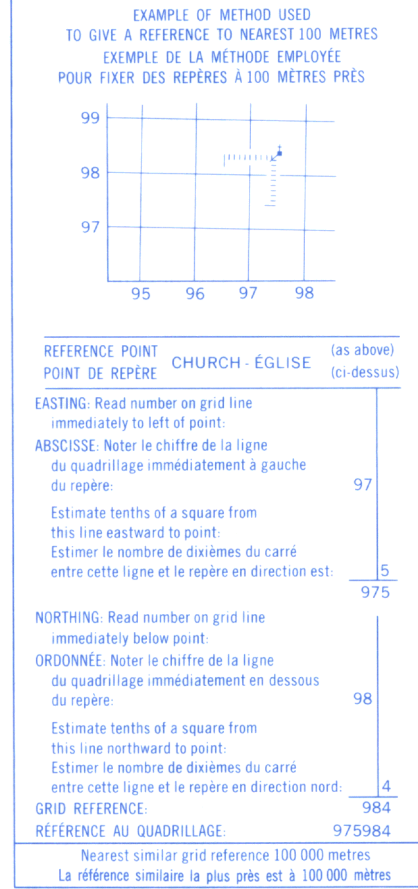 EXAMPLE OF METHOD USED
TO GIVE A REFERENCE TO NEAREST 100 METRES
EXEMPLE DE LA MÉTHODE EMPLOYÉE
POUR FIXER DES REPÈRES À 100 MÈTRES PRÈS
99
98
97
95 96 97 98
REFERENCE POINT
POINT DE REPÈRE
CHURCH - ÉGLISE
(as above)
(ci-dessus)
EASTING: Read number on grid line
immediately to left of point:
ABSCISSE: Noter le chiffre de la ligne
du quadrillage immédiatement à gauche
du repère: 97
Estimate tenths of a square from
this line eastward to point:
Estimer le nombre de dixièmes du carré
entre cette ligne et le repère en direction est: 5
975
NORTHING: Read number on grid line
immediately below point:
ORDONNÉE: Noter le chiffre de la ligne
du quadrillage immédiatement en dessous
du repère: 98
Estimate tenths of a square from
this line northward to point:
Estimer le nombre de dixièmes du carré
entre cette ligne et le repère en direction nord: 4
GRID REFERENCE: 984
RÉFÉRENCE AU QUADRILLAGE: 975984
Nearest similar grid reference 100 000 metres
La référence similaire la plus près est à 100 000 mètres